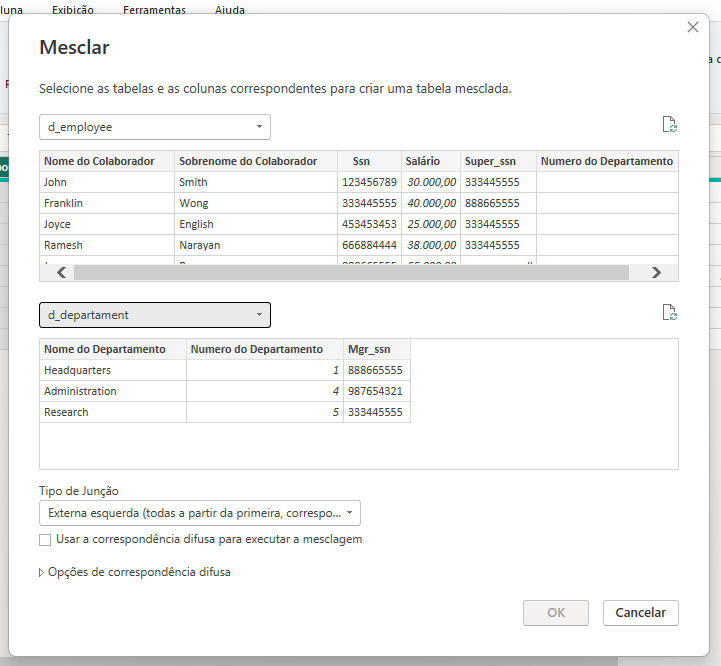 luna Exibição Ferramentas Ajuda
Mesclar
Selecione as tabelas e as colunas correspondentes para criar uma tabela mesclada.
d_employee
Nome do Colaborador Sobrenome do Colaborador Ssn Salário Super_ssn Numero do Departamento
John Smith 123456789 30.000,00 333445555
Franklin Wong 333445555 40.000,00 888665555
Joyce English 453453453 25.000,00 333445555
Ramesh Narayan 666884444 38.000,00 333445555
d_departament
Nome do Departamento Numero do Departamento Mgr_ssn
Headquarters 1 888665555
Administration 4 987654321
Research 5 333445555
Tipo de Junção
Externa esquerda (todas a partir da primeira, correspo...
Usar a correspondência difusa para executar a mesclagem
Opções de correspondência difusa
OK Cancelar